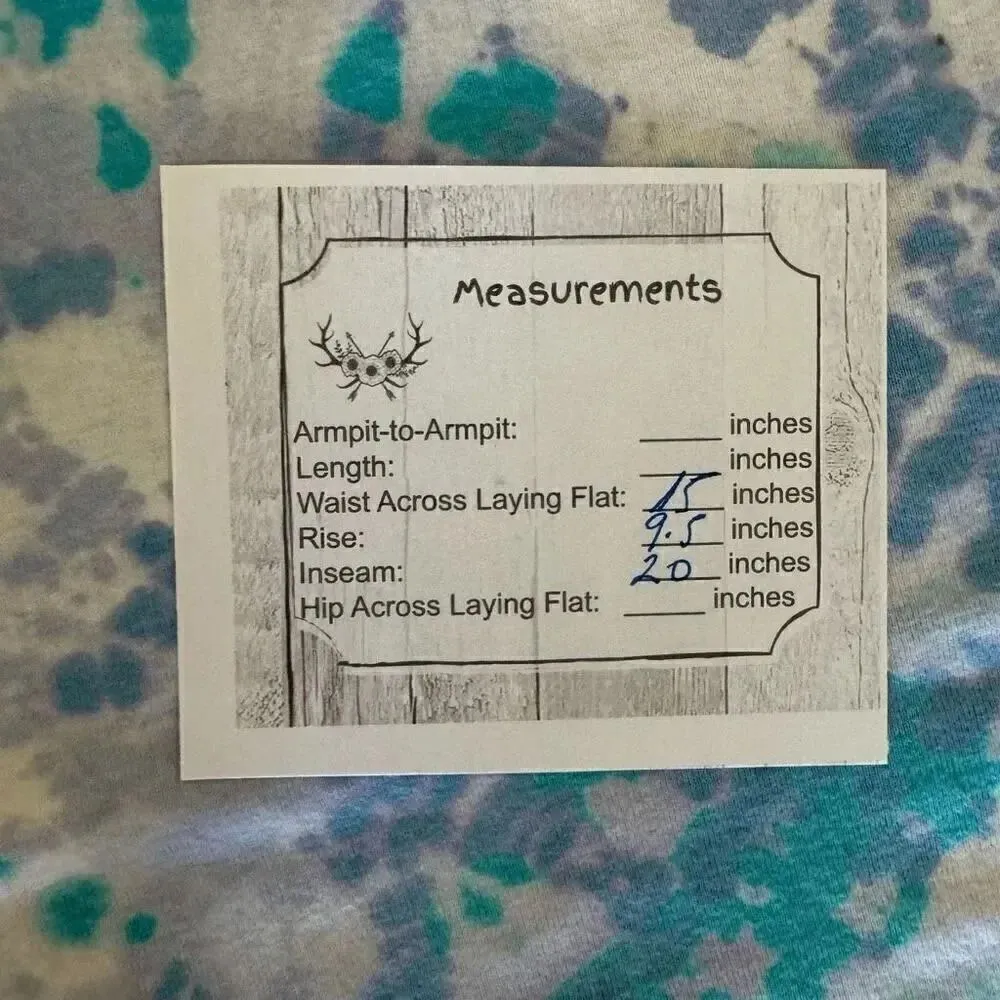 Measurements
Armpit-to-Armpit: ______ inches
Length: ______ inches
Waist Across Laying Flat: 15 inches
Rise: 9.5 inches
Inseam: 20 inches
Hip Across Laying Flat: ______ inches